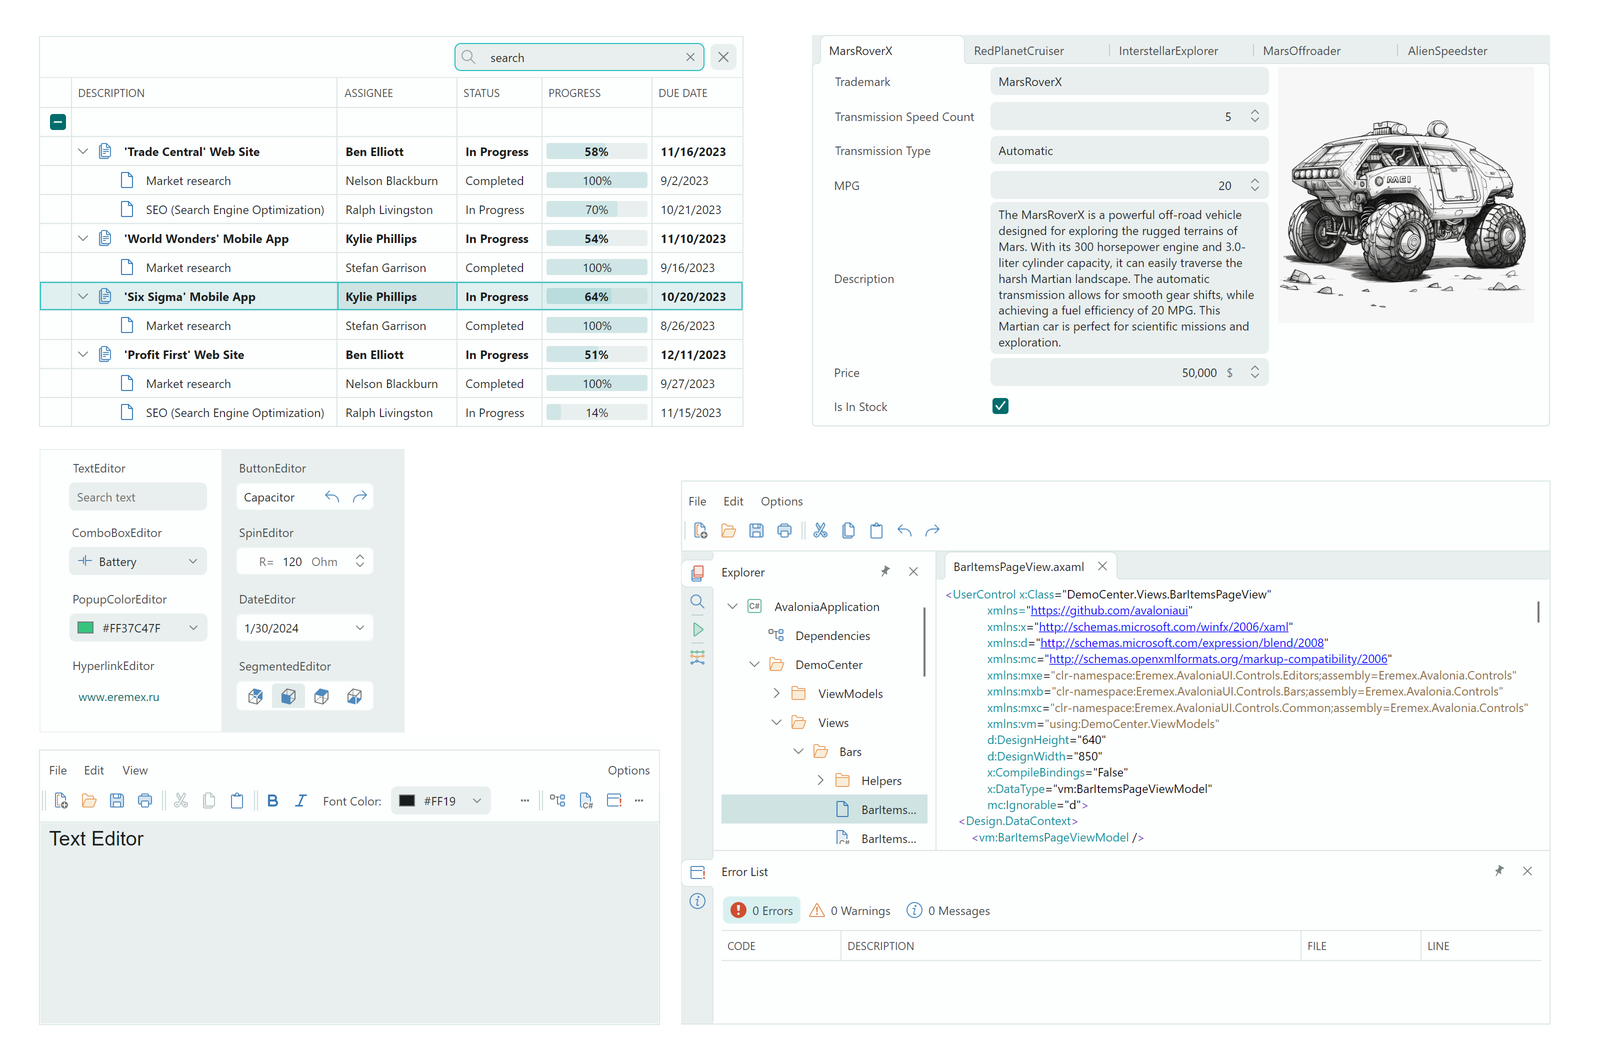 search
DESCRIPTION ASSIGNEE STATUS PROGRESS DUE DATE
'Trade Central' Web Site Ben Elliott In Progress 58% 11/16/2023
Market research Nelson Blackburn Completed 100% 9/2/2023
SEO (Search Engine Optimization) Ralph Livingston In Progress 70% 10/21/2023
'World Wonders' Mobile App Kylie Phillips In Progress 54% 11/10/2023
Market research Stefan Garrison Completed 100% 9/16/2023
'Six Sigma' Mobile App Kylie Phillips In Progress 64% 10/20/2023
Market research Stefan Garrison Completed 100% 8/26/2023
'Profit First' Web Site Ben Elliott In Progress 51% 12/11/2023
Market research Nelson Blackburn Completed 100% 9/27/2023
SEO (Search Engine Optimization) Ralph Livingston In Progress 14% 11/15/2023
MarsRoverX RedPlanetCruiser InterstellarExplorer MarsOffroader AlienSpeedster
Trademark MarsRoverX
Transmission Speed Count 5
Transmission Type Automatic
MPG 20
Description
The MarsRoverX is a powerful off-road vehicle
designed for exploring the rugged terrains of
Mars. With its 300 horsepower engine and 3.0-
liter cylinder capacity, it can easily traverse the
harsh Martian landscape. The automatic
transmission allows for smooth gear shifts, while
achieving a fuel efficiency of 20 MPG. This
Martian car is perfect for scientific missions and
exploration.
Price 50,000 $
Is In Stock
TextEditor ButtonEditor
Search text Capacitor
ComboBoxEditor SpinEditor
Battery R= 120 Ohm
PopupColorEditor DateEditor
#FF37C47F 1/30/2024
HyperlinkEditor SegmentedEditor
www.eremex.ru
File Edit View Options
B I Font Color: #FF19 ... C# ...
Text Editor
File Edit Options
Explorer
C# AvaloniaApplication
Dependencies
DemoCenter
ViewModels
Views
Bars
Helpers
BarItems...
C# BarItems...
BarItemsPageView.axaml
<UserControl x:Class="DemoCenter.Views.BarItemsPageView"
xmlns="https://github.com/avaloniaui"
xmlns:x="http://schemas.microsoft.com/winfx/2006/xaml"
xmlns:d="http://schemas.microsoft.com/expression/blend/2008"
xmlns:mc="http://schemas.openxmlformats.org/markup-compatibility/2006"
xmlns:mxe="clr-namespace:Eremex.AvaloniaUI.Controls.Editors;assembly=Eremex.Avalonia.Controls"
xmlns:mxb="clr-namespace:Eremex.AvaloniaUI.Controls.Bars;assembly=Eremex.Avalonia.Controls"
xmlns:mxc="clr-namespace:Eremex.AvaloniaUI.Controls.Common;assembly=Eremex.Avalonia.Controls"
xmlns:vm="using:DemoCenter.ViewModels"
d:DesignHeight="640"
d:DesignWidth="850"
x:CompileBindings="False"
x:DataType="vm:BarItemsPageViewModel"
mc:Ignorable="d">
<Design.DataContext>
<vm:BarItemsPageViewModel />
Error List
0 Errors 0 Warnings 0 Messages
CODE DESCRIPTION FILE LINE